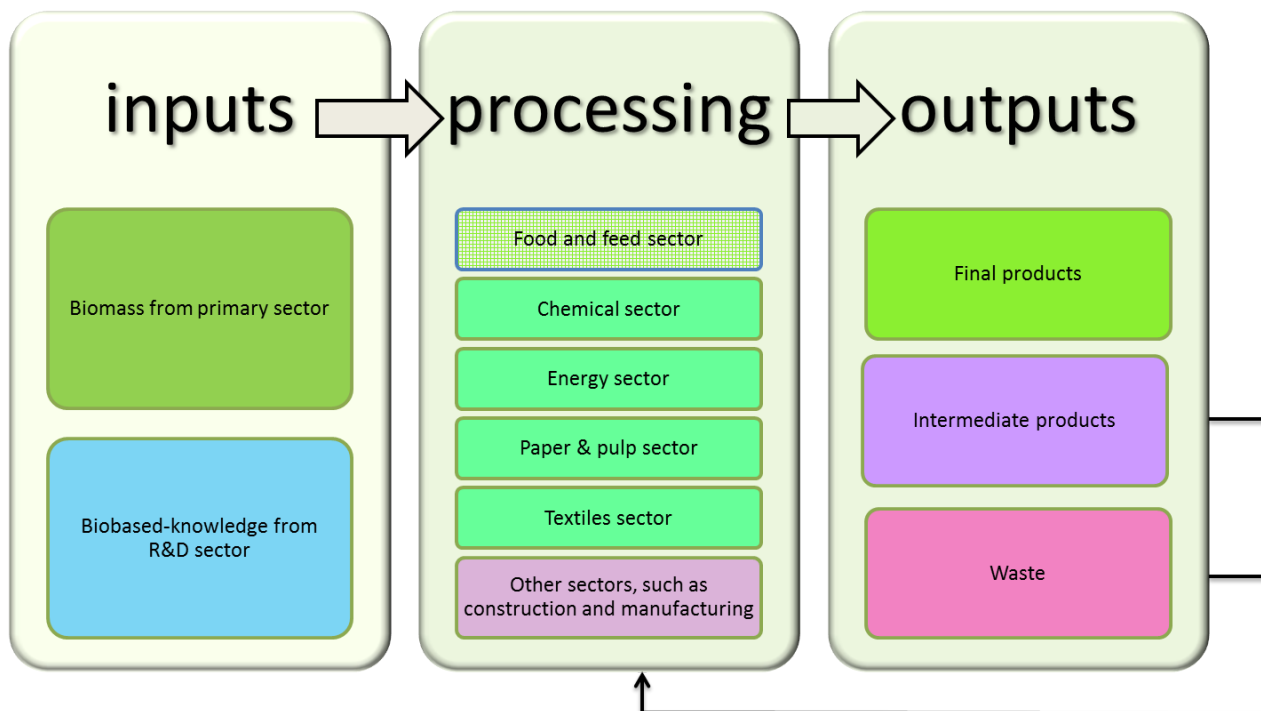 inputs
processing
outputs
Biomass from primary sector
Biobased-knowledge from
R&D sector
Food and feed sector
Chemical sector
Energy sector
Paper & pulp sector
Textiles sector
Other sectors, such as
construction and manufacturing
Final products
Intermediate products
Waste